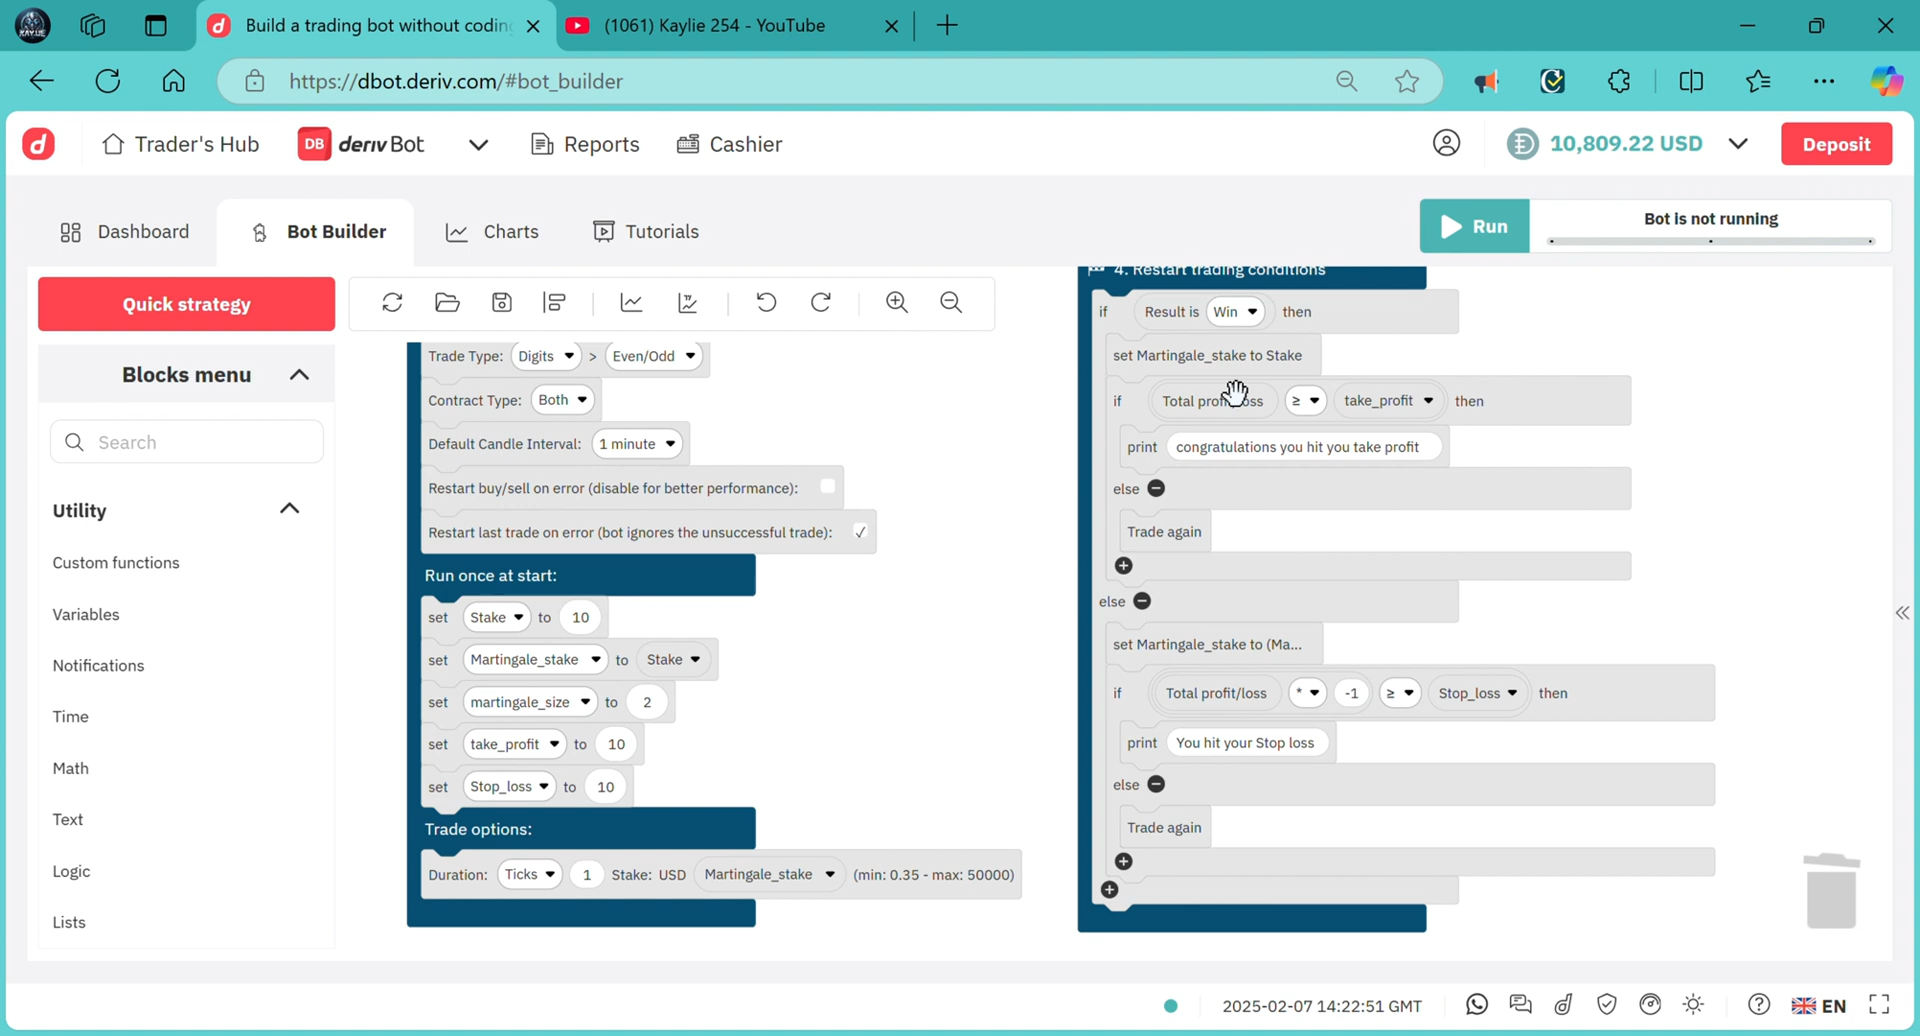 Build a trading bot without coding
(1061) Kaylie 254 - YouTube
https://dbot.deriv.com/#bot_builder
Trader's Hub
DB deriv Bot
Reports
Cashier
10,809.22 USD
Deposit
Dashboard
Bot Builder
Charts
Tutorials
Run
Bot is not running
Quick strategy
Blocks menu
Search
Utility
Custom functions
Variables
Notifications
Time
Math
Text
Logic
Lists
Trade Type: Digits > Even/Odd
Contract Type: Both
Default Candle Interval: 1 minute
Restart buy/sell on error (disable for better performance):
Restart last trade on error (bot ignores the unsuccessful trade): ✓
Run once at start:
set Stake to 10
set Martingale_stake to Stake
set martingale_size to 2
set take_profit to 10
set Stop_loss to 10
Trade options:
Duration: Ticks 1 Stake: USD Martingale_stake (min: 0.35 - max: 50000)
4. Restart trading conditions
if Result is Win then
set Martingale_stake to Stake
if Total profit/loss ≥ take_profit then
print congratulations you hit you take profit
else
Trade again
else
set Martingale_stake to (Ma...
if Total profit/loss * -1 ≥ Stop_loss then
print You hit your Stop loss
else
Trade again
2025-02-07 14:22:51 GMT
EN